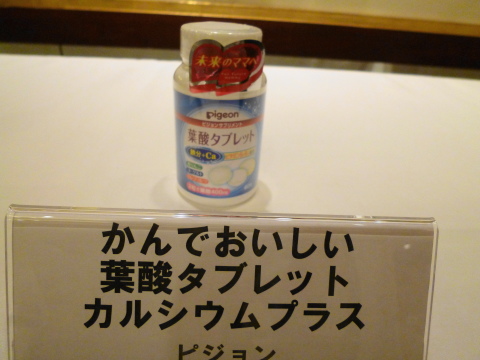 未来のママへ
Pigeon
葉酸タブレット
かんでおいしい
葉酸タブレット
カルシウムプラス
ピジョン